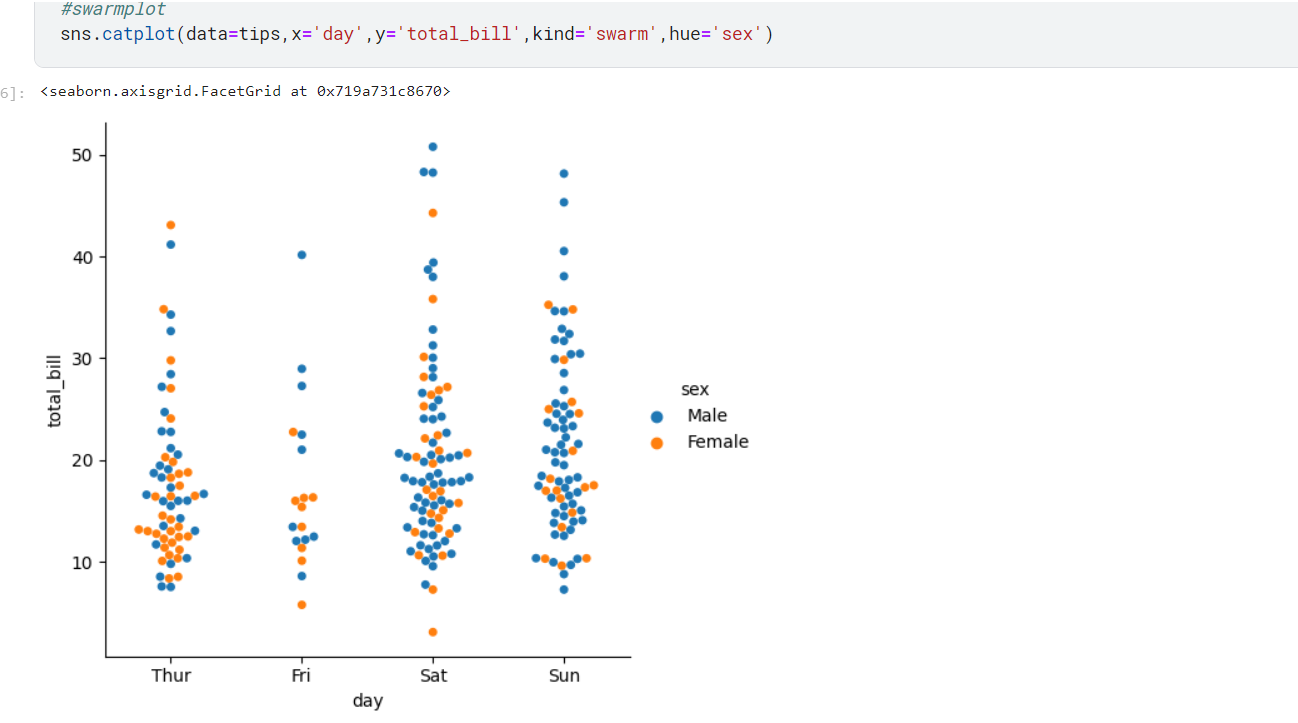 #swarmplot
sns.catplot(data=tips,x='day',y='total_bill',kind='swarm',hue='sex')
6]: <seaborn.axisgrid.FacetGrid at 0x719a731c8670>
50
40
30
20
10
total_bill
Thur Fri Sat Sun
day
sex
Male
Female